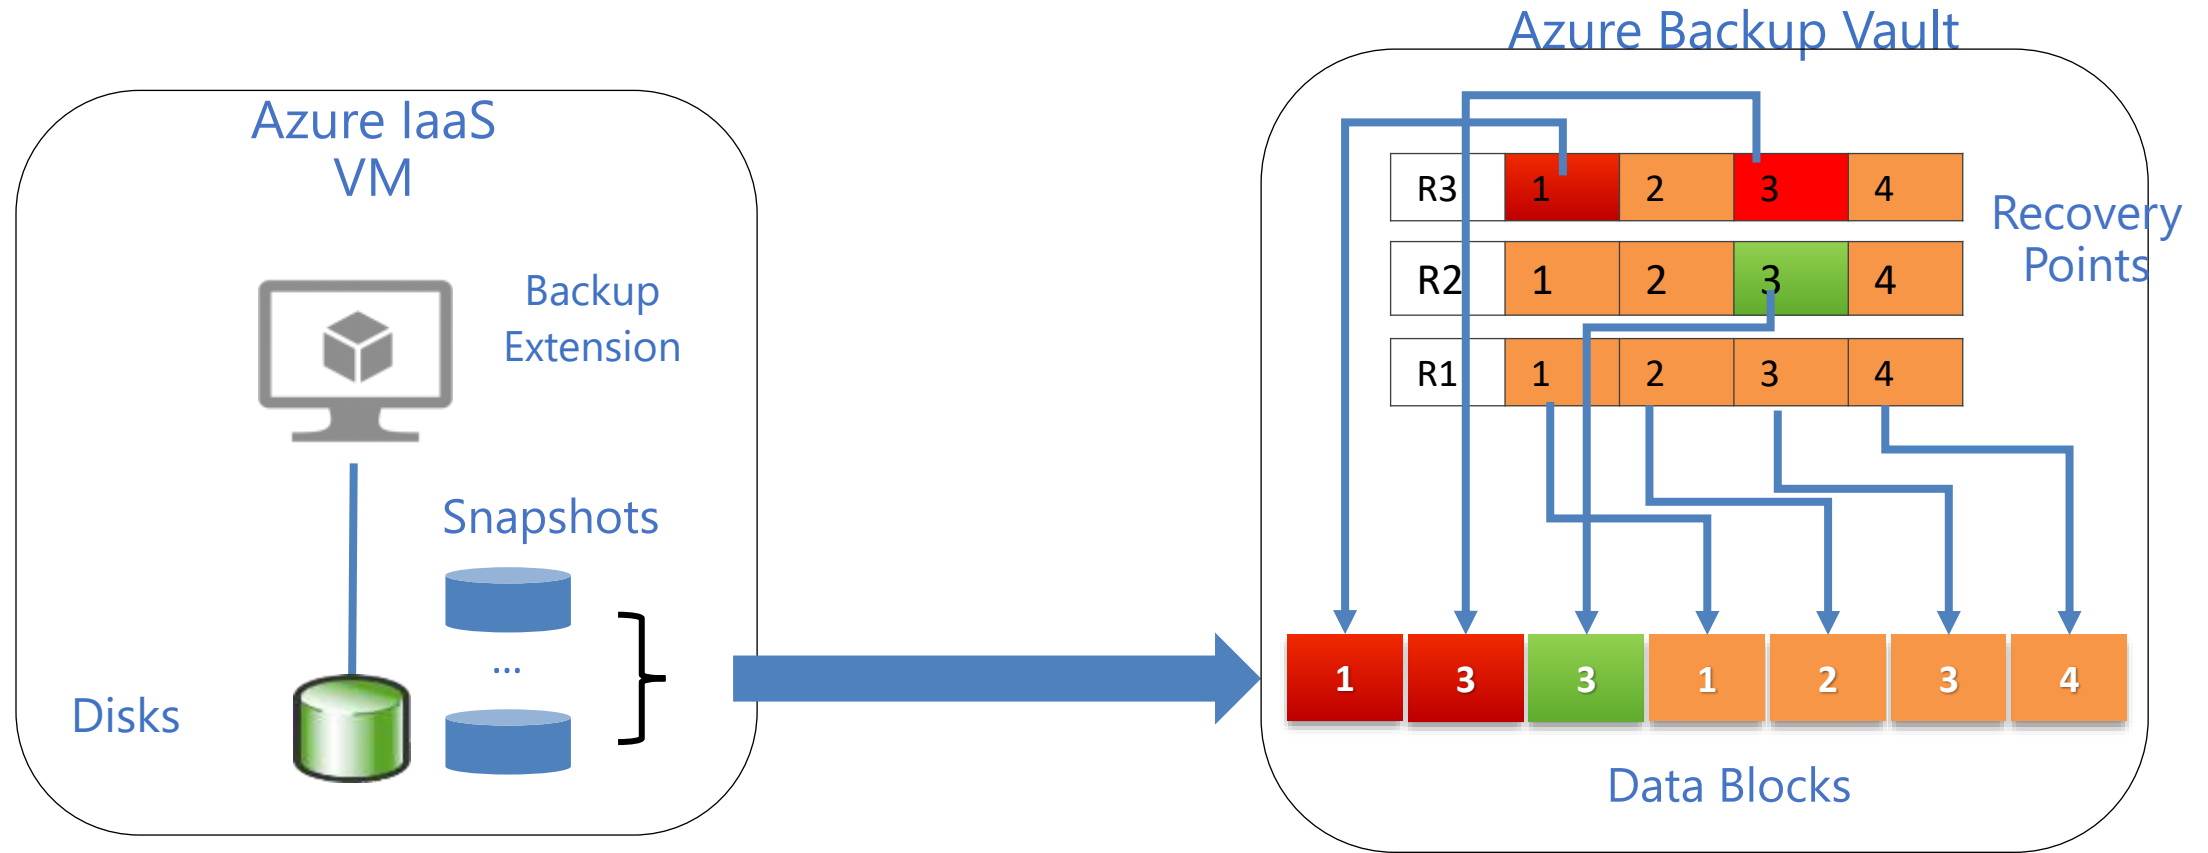 Azure IaaS
VM
Backup
Extension
Snapshots
...
Disks
Azure Backup Vault
R3 1 2 3 4
R2 1 2 3 4
R1 1 2 3 4
Recovery
Points
1 3 3 1 2 3 4
Data Blocks